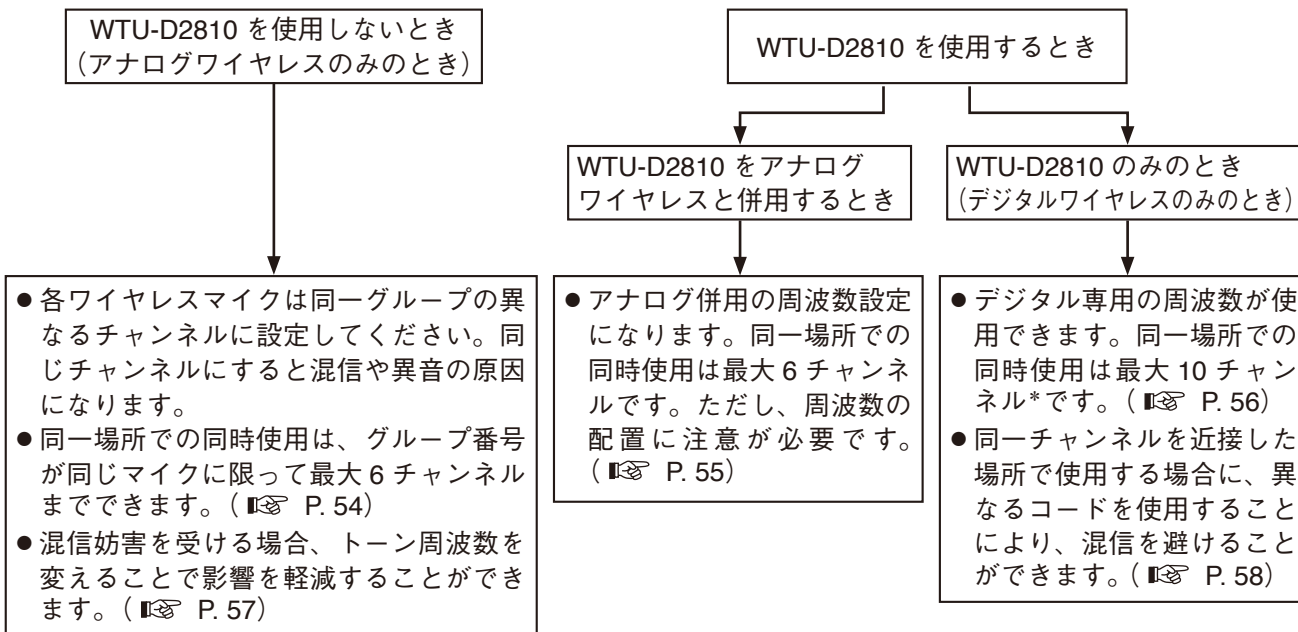 WTU-D2810 を使用しないとき
（アナログワイヤレスのみのとき）
WTU-D2810 を使用するとき
WTU-D2810 をアナログ
ワイヤレスと併用するとき
WTU-D2810 のみのとき
（デジタルワイヤレスのみのとき）
● 各ワイヤレスマイクは同一グループの異
なるチャンネルに設定してください。同
じチャンネルにすると混信や異音の原因
になります。
● 同一場所での同時使用は、グループ番号
が同じマイクに限って最大 6 チャンネル
までできます。（☞ P. 54）
● 混信妨害を受ける場合、トーン周波数を
変えることで影響を軽減することができ
ます。（☞ P. 57）
● アナログ併用の周波数設定
になります。同一場所での
同時使用は最大 6 チャンネ
ルです。ただし、周波数の
配置に注意が必要です。
（☞ P. 55）
● デジタル専用の周波数が使
用できます。同一場所での
同時使用は最大 10 チャン
ネル*です。（☞ P. 56）
● 同一チャンネルを近接した
場所で使用する場合に、異
なるコードを使用すること
により、混信を避けること
ができます。（☞ P. 58）